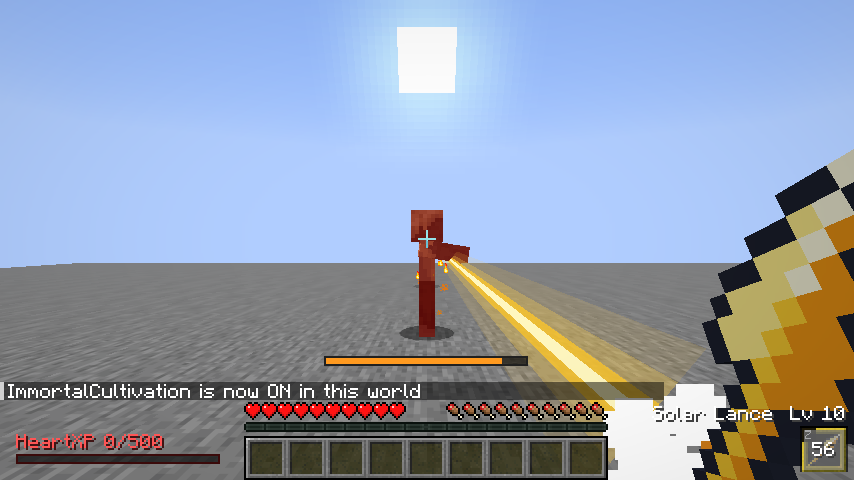 ImmortalCultivation is now ON in this world
Solar Lance Lv 10
HeartXP 0/500
Z
56